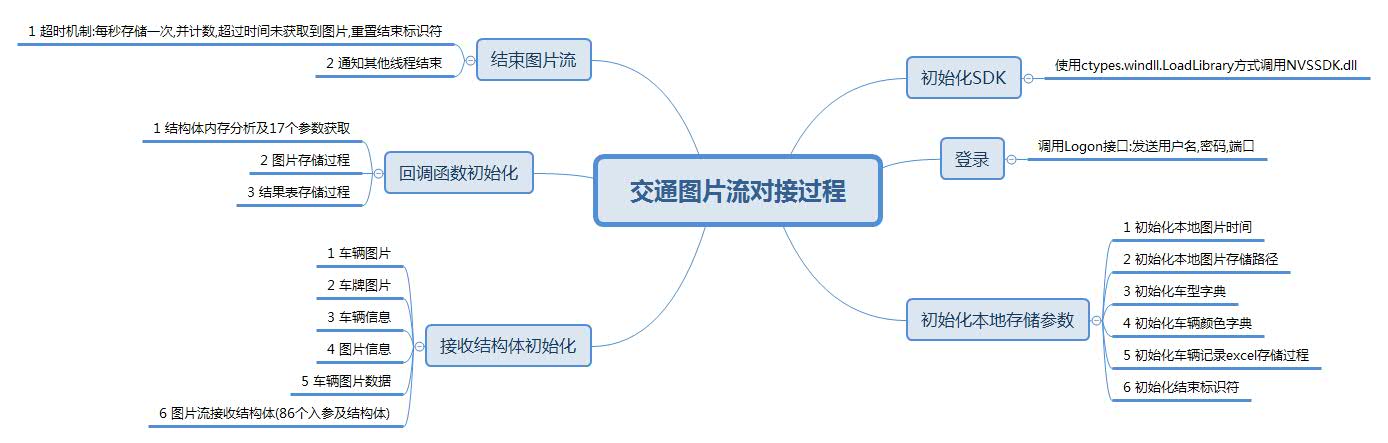 交通图片流对接过程
初始化SDK
使用ctypes.windll.LoadLibrary方式调用NVSSDK.dll
登录
调用Logon接口:发送用户名,密码,端口
初始化本地存储参数
1 初始化本地图片时间
2 初始化本地图片存储路径
3 初始化车型字典
4 初始化车辆颜色字典
5 初始化车辆记录excel存储过程
6 初始化结束标识符
接收结构体初始化
1 车辆图片
2 车牌图片
3 车辆信息
4 图片信息
5 车辆图片数据
6 图片流接收结构体(86个入参及结构体)
回调函数初始化
1 结构体内存分析及17个参数获取
2 图片存储过程
3 结果表存储过程
结束图片流
1 超时机制:每秒存储一次,并计数,超过时间未获取到图片,重置结束标识符
2 通知其他线程结束